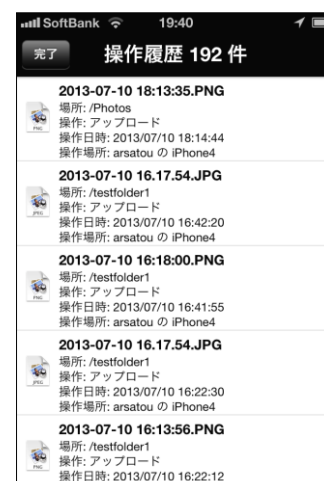 SoftBank 19:40
完了 操作履歴 192 件
2013-07-10 18:13:35.PNG
場所: /Photos
操作: アップロード
操作日時: 2013/07/10 18:14:44
操作場所: arsatou の iPhone4
PNG
2013-07-10 16.17.54.JPG
場所: /testfolder1
操作: アップロード
操作日時: 2013/07/10 16:42:20
操作場所: arsatou の iPhone4
JPEG
2013-07-10 16:18:00.PNG
場所: /testfolder1
操作: アップロード
操作日時: 2013/07/10 16:41:55
操作場所: arsatou の iPhone4
PNG
2013-07-10 16.17.54.JPG
場所: /testfolder1
操作: アップロード
操作日時: 2013/07/10 16:22:30
操作場所: arsatou の iPhone4
JPEG
2013-07-10 16:13:56.PNG
場所: /testfolder1
操作: アップロード
操作日時: 2013/07/10 16:22:12
PNG